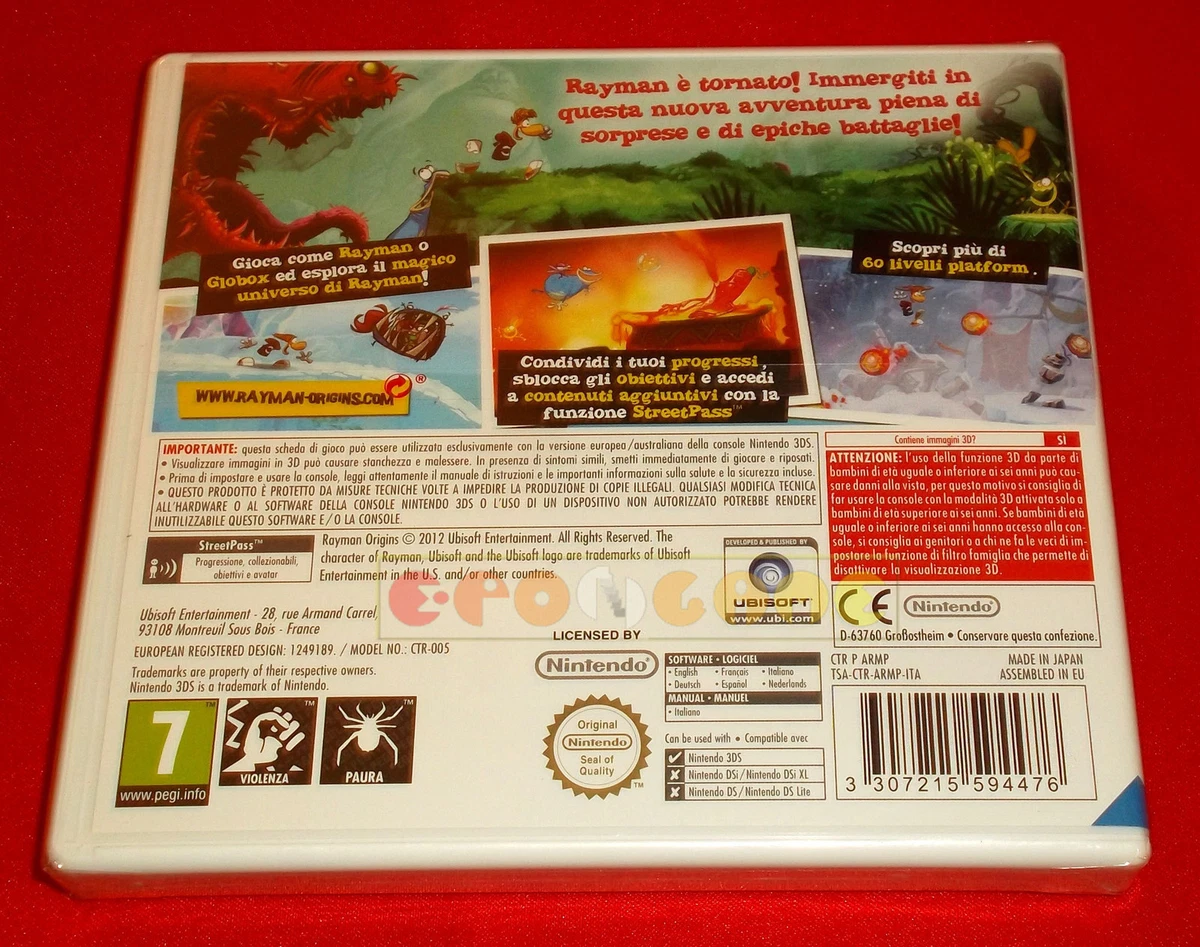 Rayman è tornato! Immergiti in
questa nuova avventura piena di
sorprese e di epiche battaglie!
Gioca come Rayman o
Globox ed esplora il magico
universo di Rayman!
Scopri più di
60 livelli platform.
Condividi i tuoi progressi,
sblocca gli obiettivi e accedi
a contenuti aggiuntivi con la
funzione StreetPass™
WWW.RAYMAN-ORIGINS.COM ®
IMPORTANTE: questa scheda di gioco può essere utilizzata esclusivamente con la versione europea/australiana della console Nintendo 3DS.
• Visualizzare immagini in 3D può causare stanchezza e malessere. In presenza di sintomi simili, smetti immediatamente di giocare e riposati.
• Prima di impostare e usare la console, leggi attentamente il manuale di istruzioni e le importanti informazioni sulla salute e la sicurezza incluse.
• QUESTO PRODOTTO È PROTETTO DA MISURE TECNICHE VOLTE A IMPEDIRE LA PRODUZIONE DI COPIE ILLEGALI. QUALSIASI MODIFICA TECNICA
ALL'HARDWARE O AL SOFTWARE DELLA CONSOLE NINTENDO 3DS O L'USO DI UN DISPOSITIVO NON AUTORIZZATO POTREBBE RENDERE
INUTILIZZABILE QUESTO SOFTWARE E/O LA CONSOLE.
Contiene immagini 3D? SÌ
ATTENZIONE: l'uso della funzione 3D da parte di
bambini di età uguale o inferiore ai sei anni può cau-
sare danni alla vista, per questo motivo si consiglia di
far usare la console con la modalità 3D attivata solo a
bambini di età superiore ai sei anni. Se bambini di età
uguale o inferiore ai sei anni hanno accesso alla con-
sole, si consiglia ai genitori o a chi ne fa le veci di im-
postare la funzione di filtro famiglia che permette di
disattivare la visualizzazione 3D.
StreetPass™
Progressione, collezionabili,
obiettivi e avatar
Rayman Origins © 2012 Ubisoft Entertainment. All Rights Reserved. The
character of Rayman, Ubisoft and the Ubisoft logo are trademarks of Ubisoft
Entertainment in the U.S. and/or other countries.
DEVELOPED & PUBLISHED BY
UBISOFT
www.ubi.com
EPONGAME
CE Nintendo
D-63760 Großostheim • Conservare questa confezione.
Ubisoft Entertainment - 28, rue Armand Carrel,
93108 Montreuil Sous Bois - France
EUROPEAN REGISTERED DESIGN: 1249189. / MODEL NO.: CTR-005
Trademarks are property of their respective owners.
Nintendo 3DS is a trademark of Nintendo.
LICENSED BY
Nintendo®
SOFTWARE • LOGICIEL
• English • Français • Italiano
• Deutsch • Español • Nederlands
MANUAL • MANUEL
• Italiano
CTR P ARMP MADE IN JAPAN
TSA-CTR-ARMP-ITA ASSEMBLED IN EU
7 ™
www.pegi.info
VIOLENZA ™
PAURA ™
Original
Nintendo
Seal of
Quality ™
Can be used with • Compatible avec
Nintendo 3DS
Nintendo DSi/Nintendo DSi XL
Nintendo DS/Nintendo DS Lite
3 307215 594476